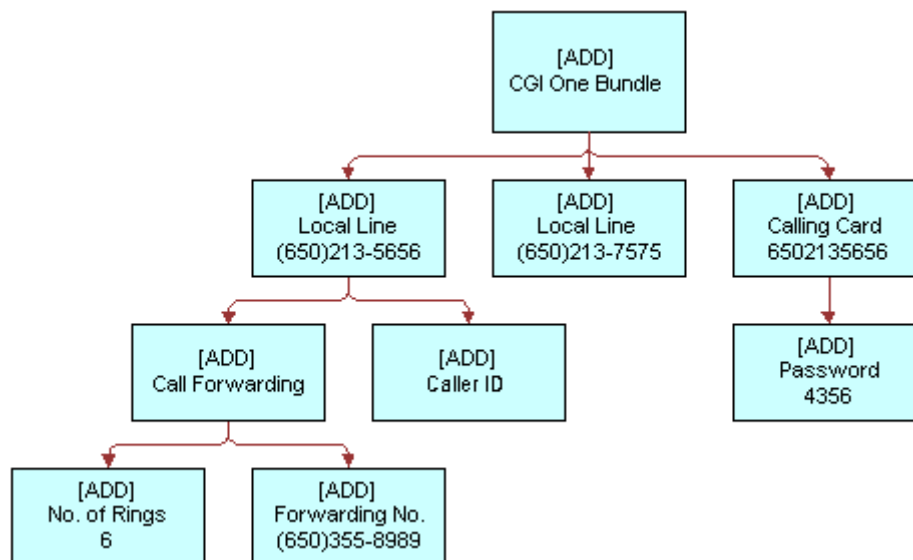 [ADD]
CGI One Bundle
[ADD]
Local Line
(650)213-5656
[ADD]
Local Line
(650)213-7575
[ADD]
Calling Card
6502135656
[ADD]
Call Forwarding
[ADD]
Caller ID
[ADD]
Password
4356
[ADD]
No. of Rings
6
[ADD]
Forwarding No.
(650)355-8989